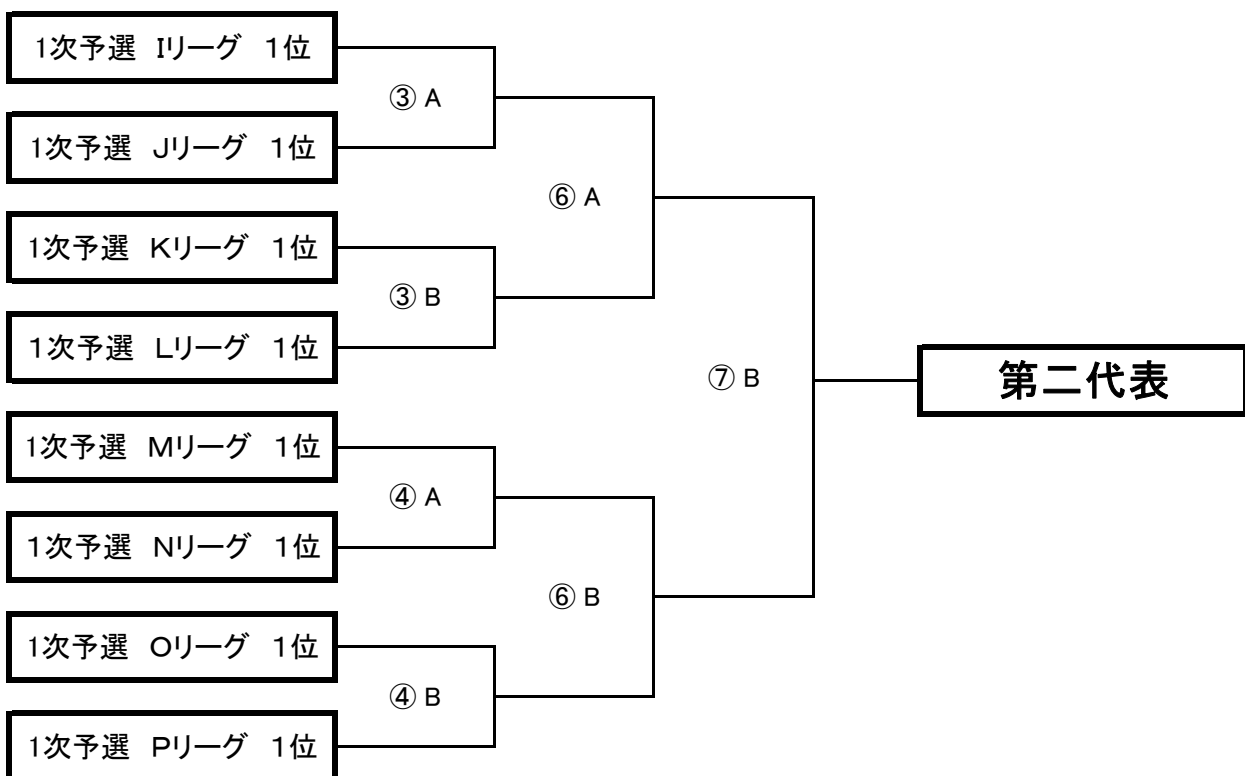 1次予選　Iリーグ　1位
③ A
1次予選　Jリーグ　1位
⑥ A
1次予選　Kリーグ　1位
③ B
1次予選　Lリーグ　1位
⑦ B
第二代表
1次予選　Mリーグ　1位
④ A
1次予選　Nリーグ　1位
⑥ B
1次予選　Oリーグ　1位
④ B
1次予選　Pリーグ　1位